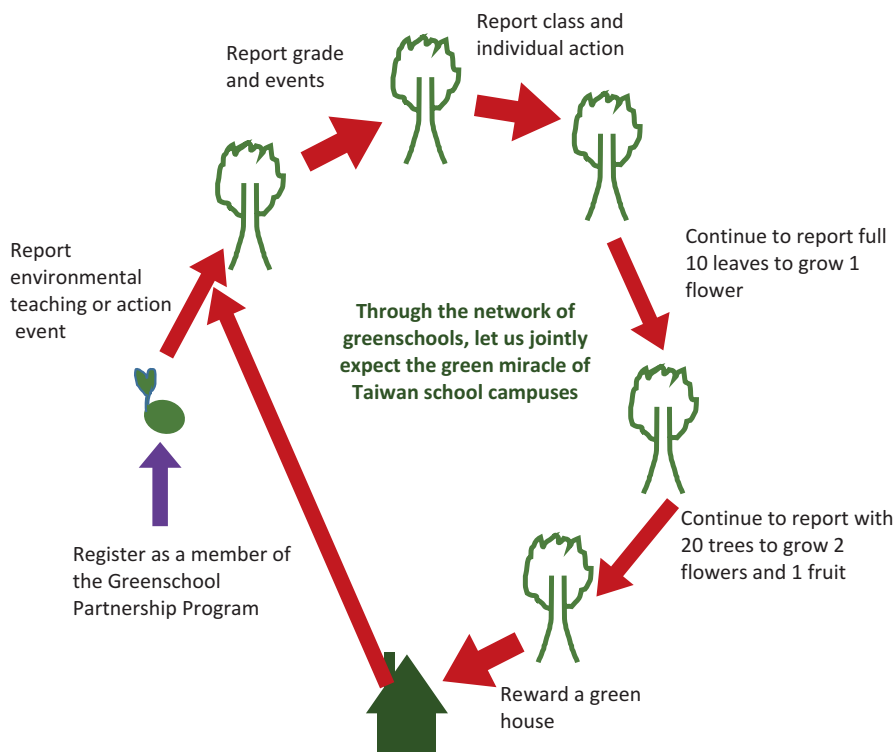 Report class and
individual action
Report grade
and events
Report
environmental
teaching or action
event
Continue to report full
10 leaves to grow 1
flower
Through the network of
greenschools, let us jointly
expect the green miracle of
Taiwan school campuses
Register as a member of
the Greenschool
Partnership Program
Continue to report with
20 trees to grow 2
flowers and 1 fruit
Reward a green
house